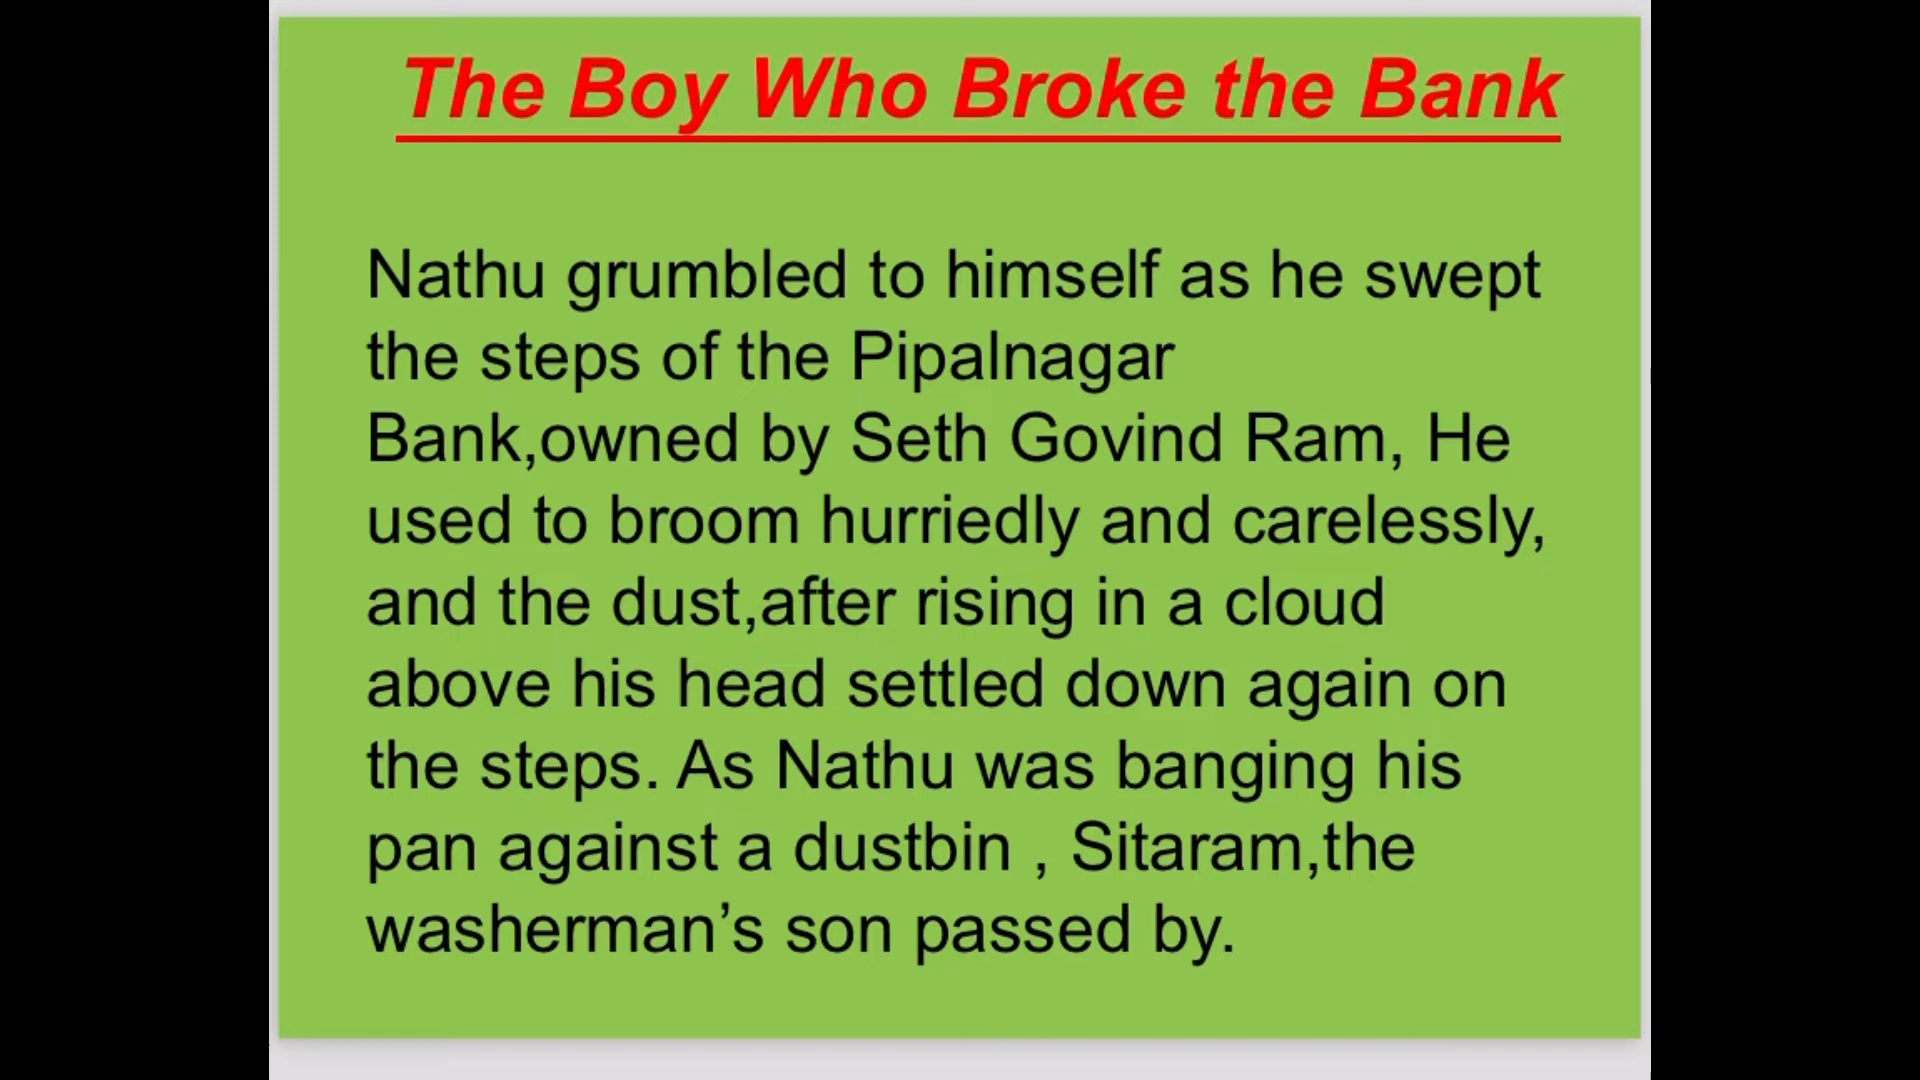 The Boy Who Broke the Bank
Nathu grumbled to himself as he swept
the steps of the Pipalnagar
Bank,owned by Seth Govind Ram, He
used to broom hurriedly and carelessly,
and the dust,after rising in a cloud
above his head settled down again on
the steps. As Nathu was banging his
pan against a dustbin , Sitaram,the
washerman’s son passed by.